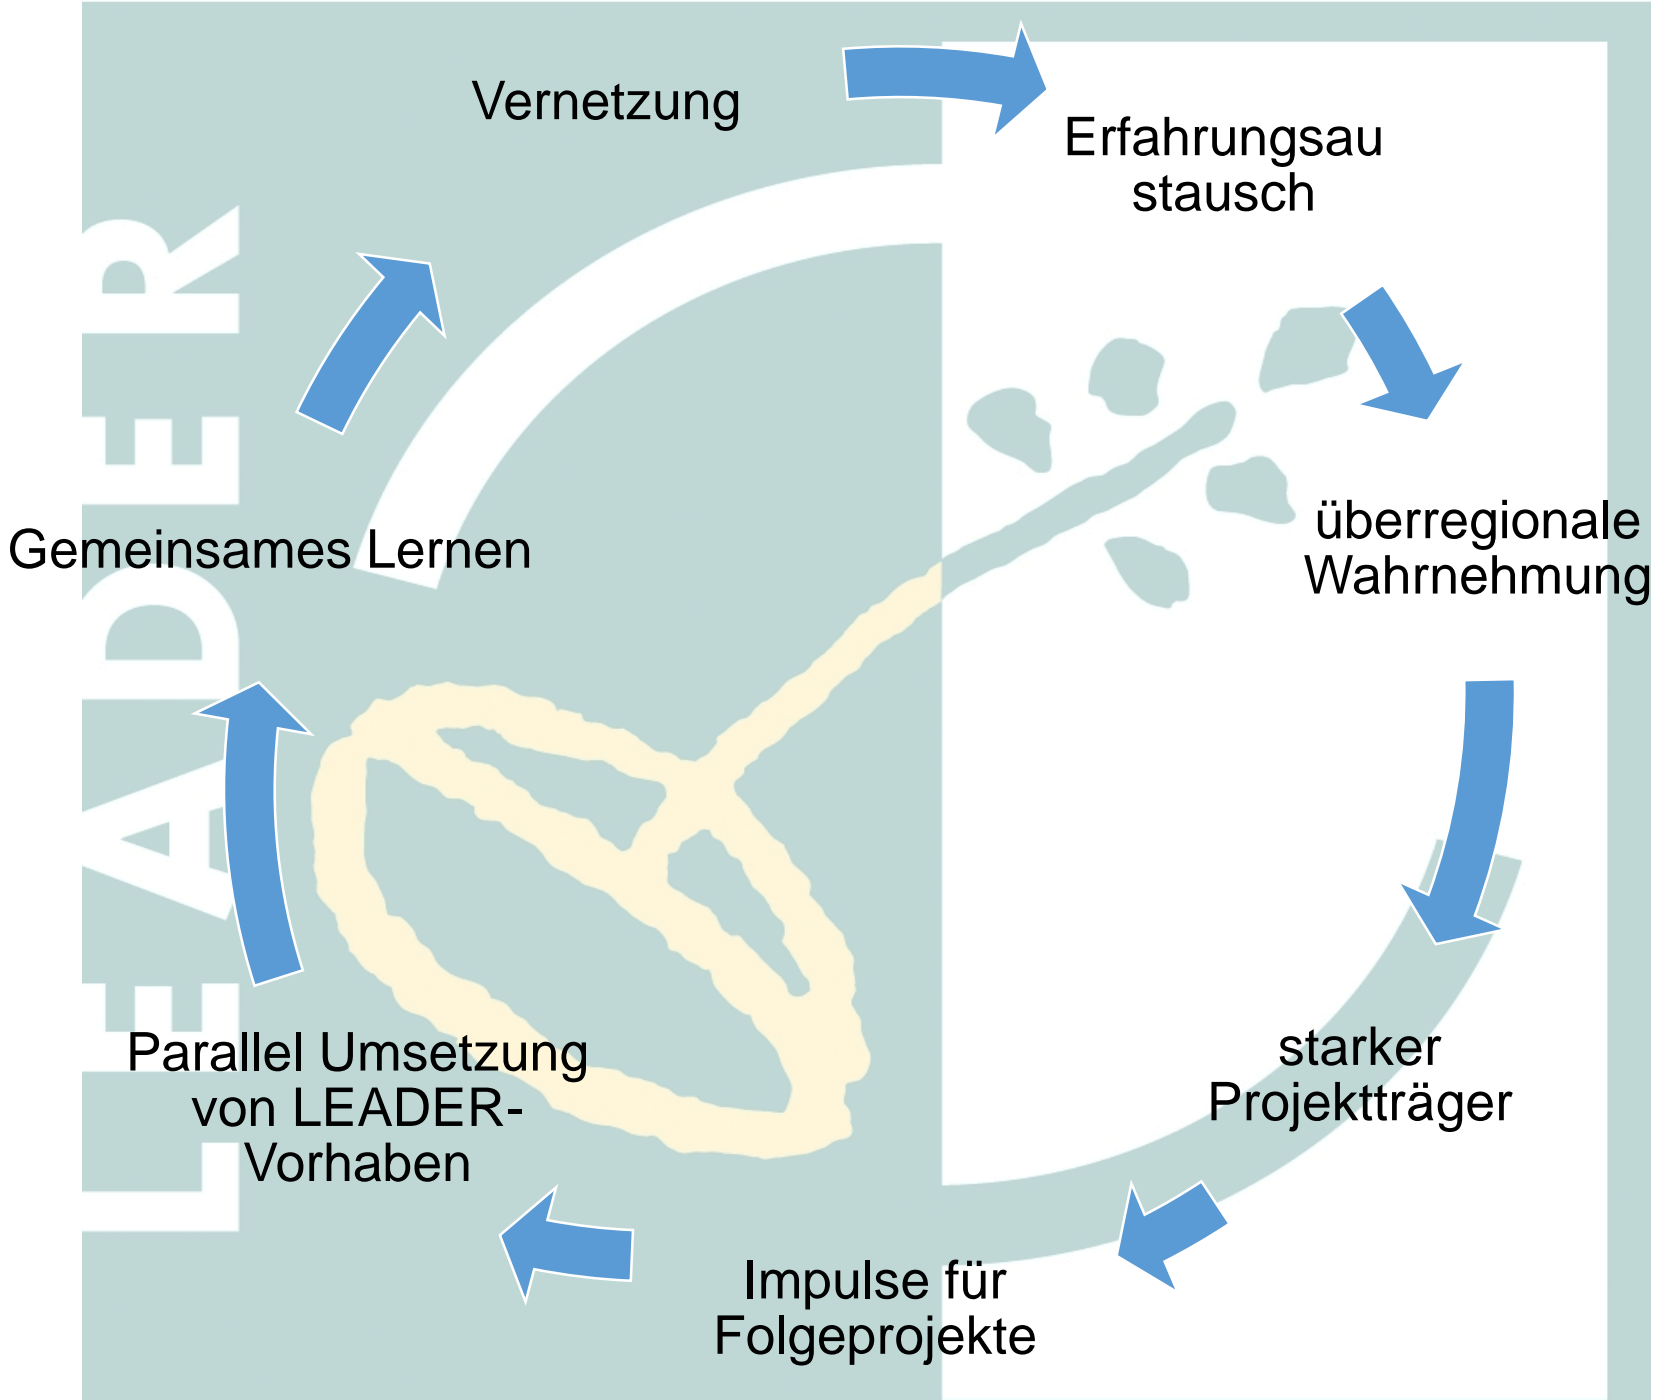 Vernetzung
Erfahrungsau
stausch
überregionale
Wahrnehmung
starker
Projektträger
Impulse für
Folgeprojekte
Parallel Umsetzung
von LEADER-
Vorhaben
Gemeinsames Lernen
LEADER